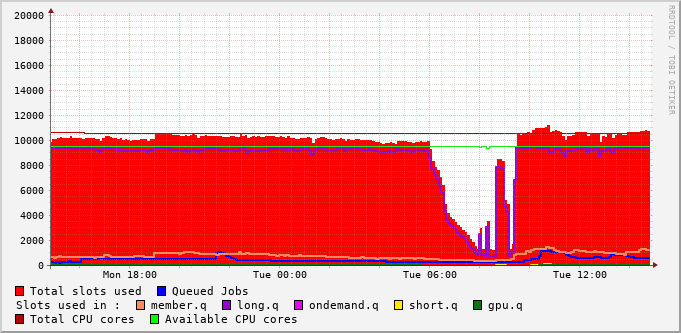 20000
18000
16000
14000
12000
10000
8000
6000
4000
2000
0
Mon 18:00 Tue 00:00 Tue 06:00 Tue 12:00
RRDTOOL / TOBI OETIKER
Total slots used Queued Jobs
Slots used in : member.q long.q ondemand.q short.q gpu.q
Total CPU cores Available CPU cores